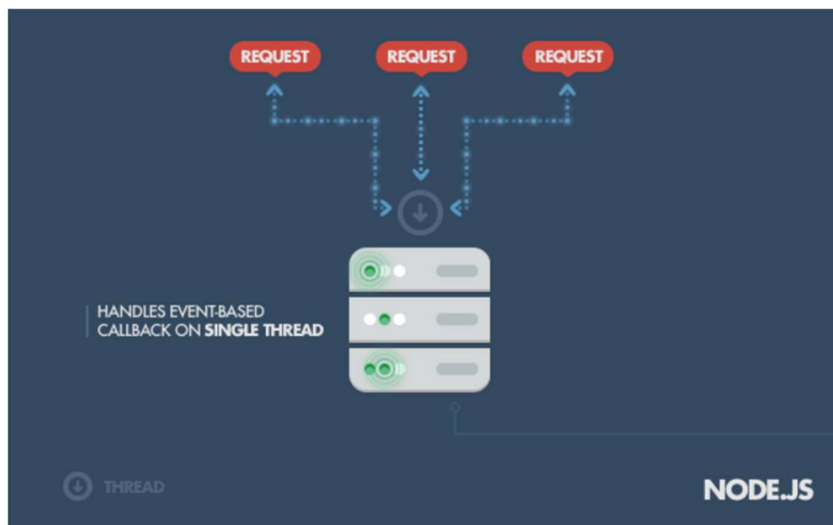 REQUEST
REQUEST
REQUEST
HANDLES EVENT-BASED
CALLBACK ON SINGLE THREAD
THREAD
NODE.JS